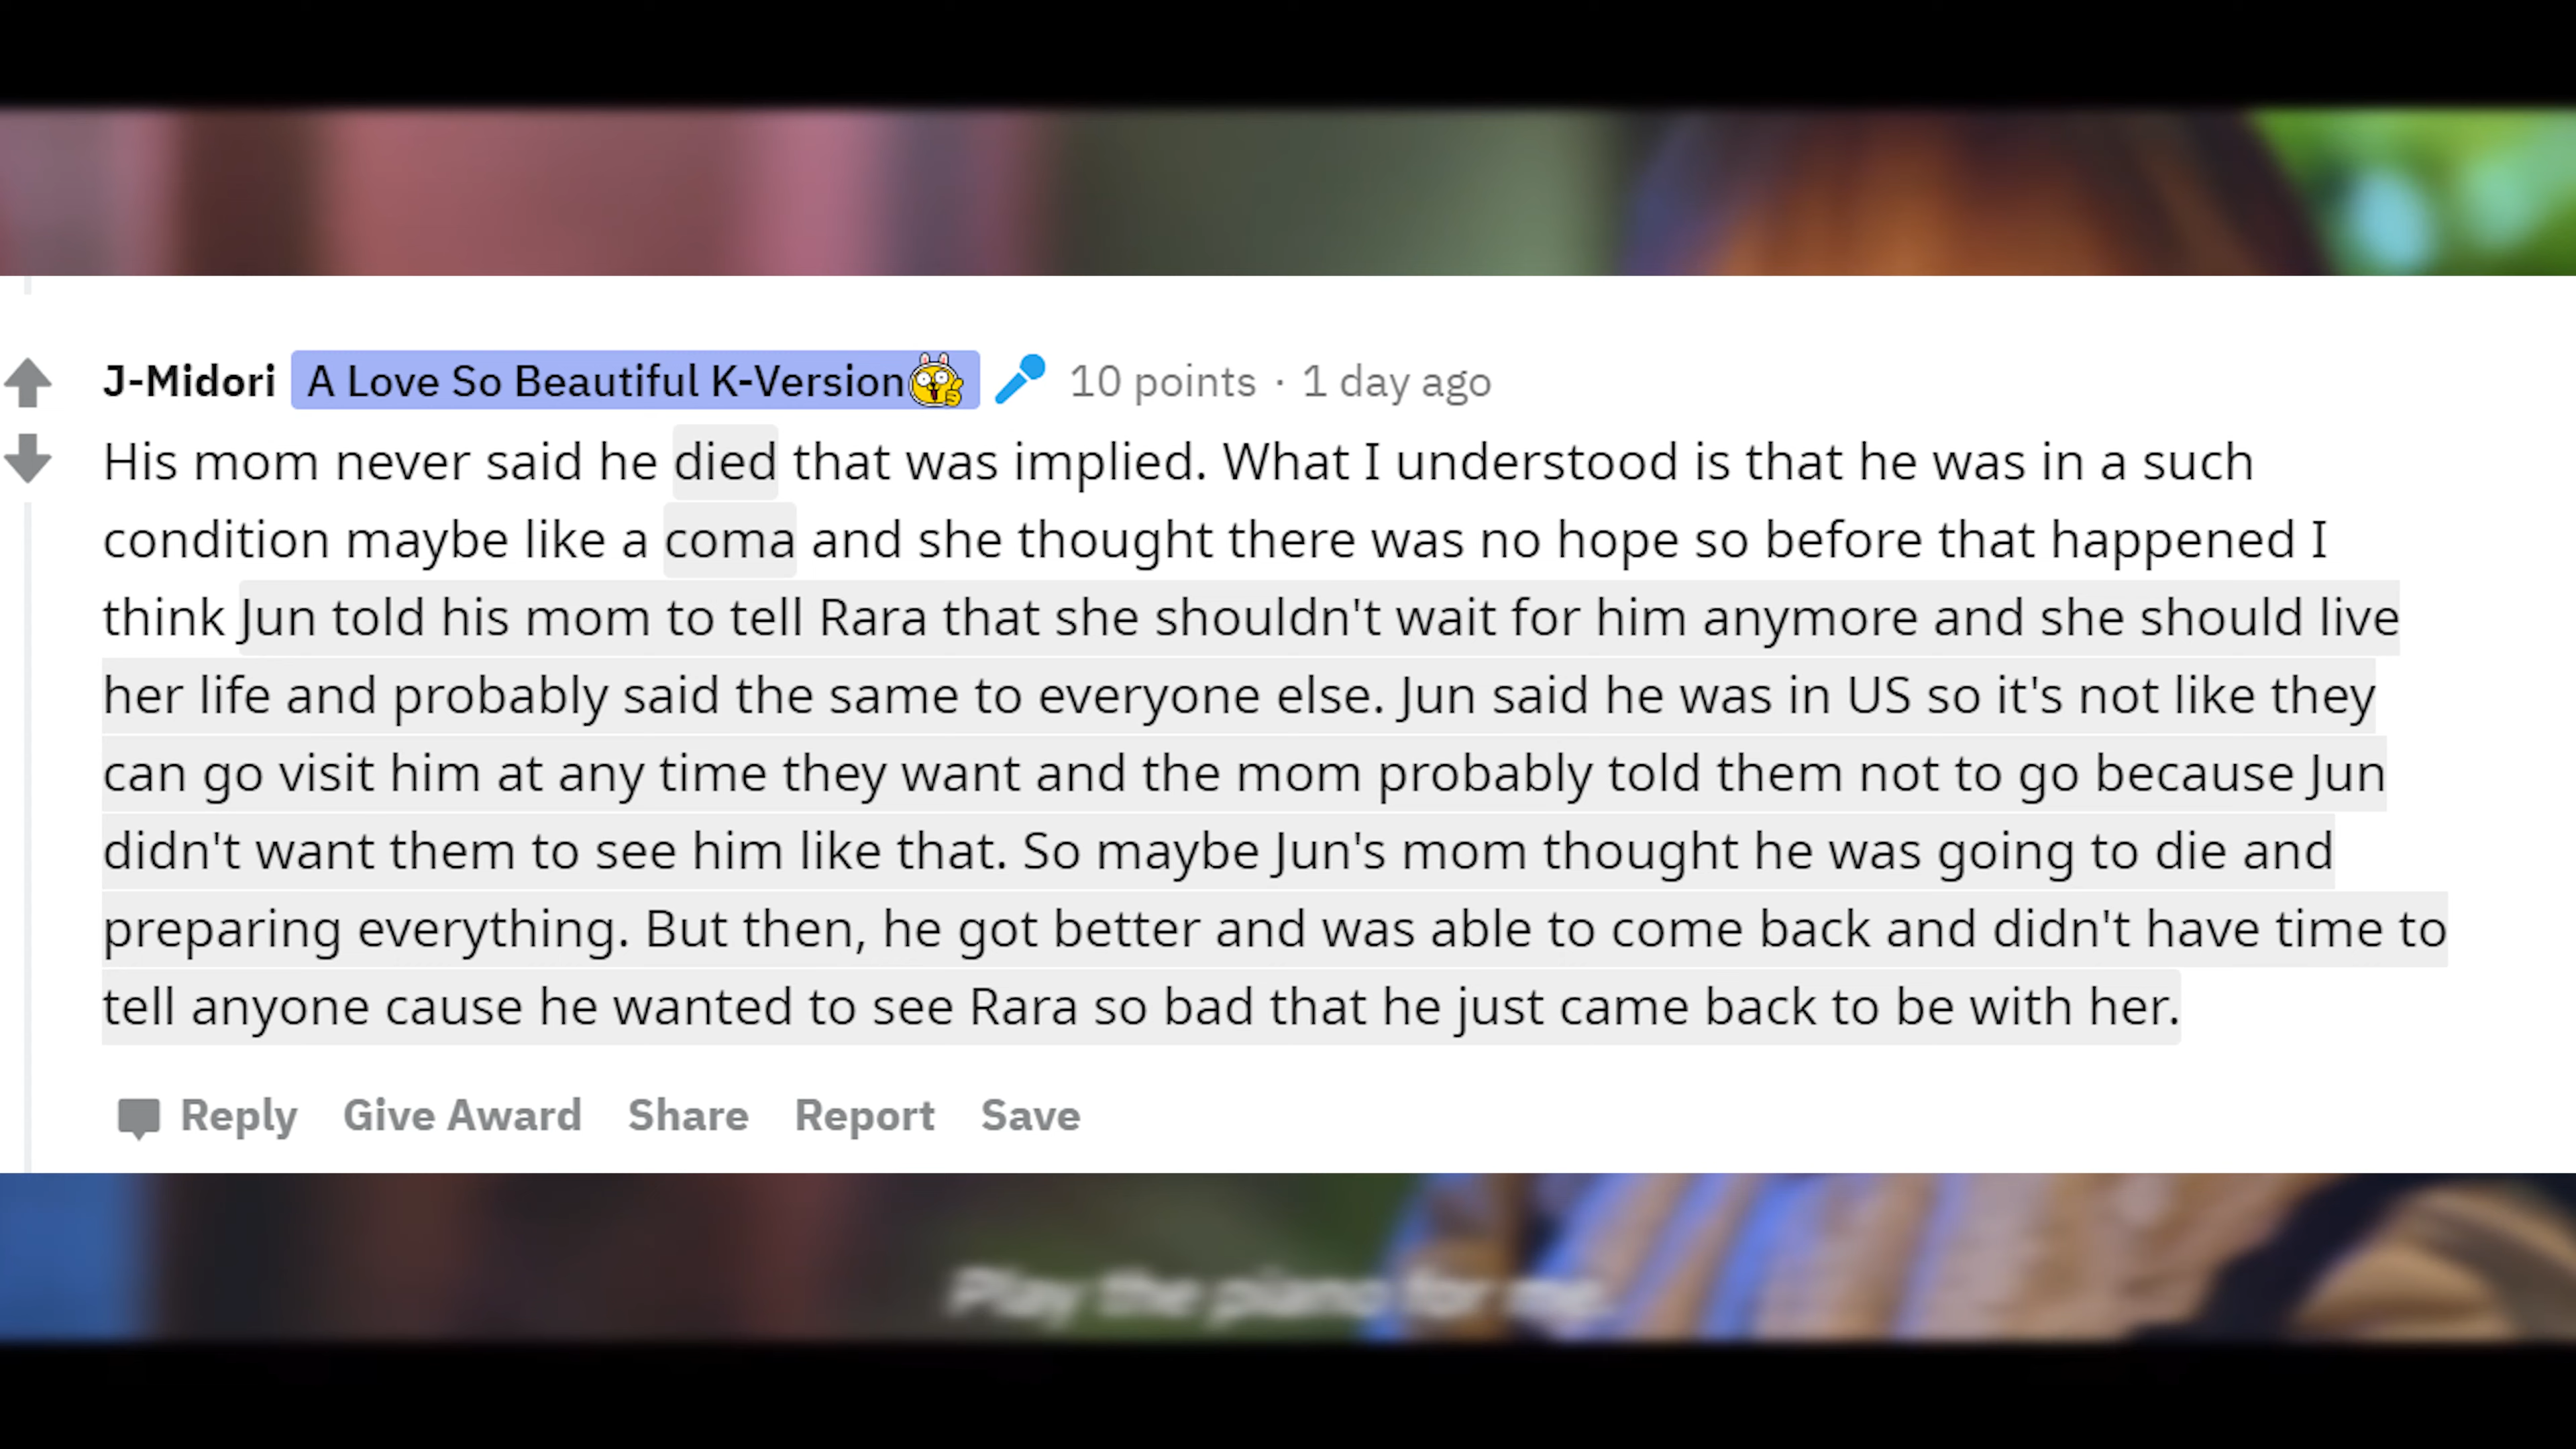 J-Midori A Love So Beautiful K-Version 10 points · 1 day ago
His mom never said he died that was implied. What I understood is that he was in a such
condition maybe like a coma and she thought there was no hope so before that happened I
think Jun told his mom to tell Rara that she shouldn't wait for him anymore and she should live
her life and probably said the same to everyone else. Jun said he was in US so it's not like they
can go visit him at any time they want and the mom probably told them not to go because Jun
didn't want them to see him like that. So maybe Jun's mom thought he was going to die and
preparing everything. But then, he got better and was able to come back and didn't have time to
tell anyone cause he wanted to see Rara so bad that he just came back to be with her.
Reply Give Award Share Report Save
Play the piano for me.